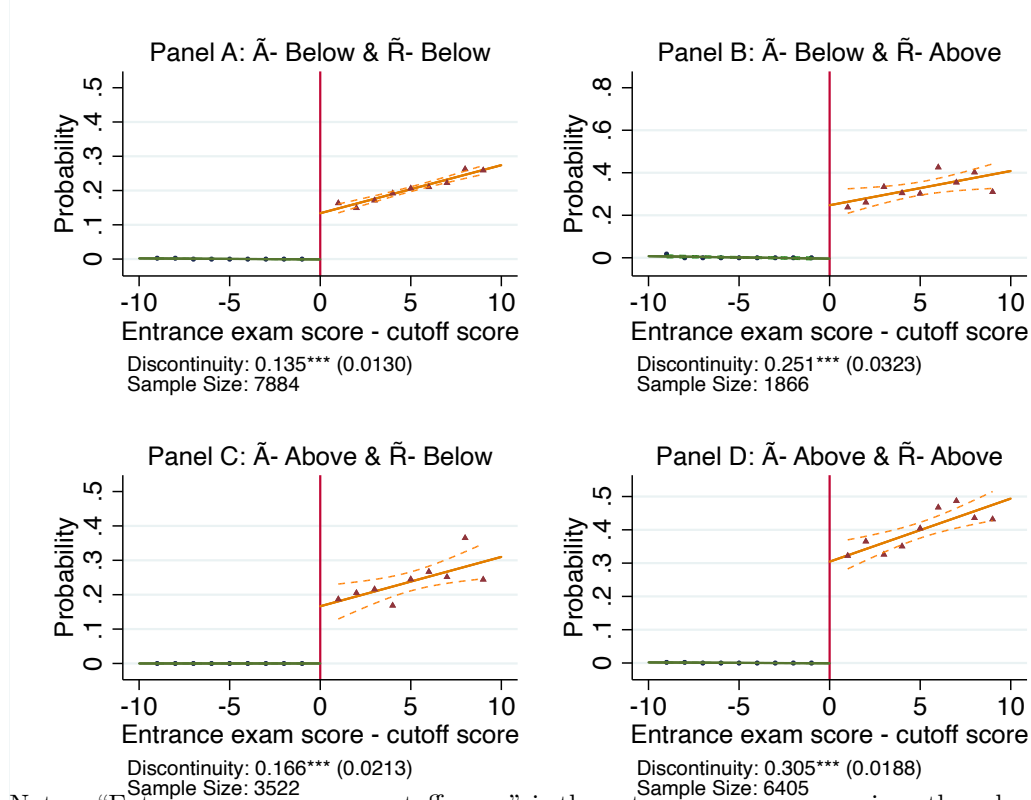 Panel A: Ã- Below & R̃- Below
Probability
.5
.4
.3
.2
.1
0
-10 -5 0 5 10
Entrance exam score - cutoff score
Discontinuity: 0.135*** (0.0130)
Sample Size: 7884
Panel B: Ã- Below & R̃- Above
Probability
.8
.6
.4
.2
0
-10 -5 0 5 10
Entrance exam score - cutoff score
Discontinuity: 0.251*** (0.0323)
Sample Size: 1866
Panel C: Ã- Above & R̃- Below
Probability
.5
.4
.3
.2
.1
0
-10 -5 0 5 10
Entrance exam score - cutoff score
Discontinuity: 0.166*** (0.0213)
Sample Size: 3522
Panel D: Ã- Above & R̃- Above
Probability
.5
.4
.3
.2
.1
0
-10 -5 0 5 10
Entrance exam score - cutoff score
Discontinuity: 0.305*** (0.0188)
Sample Size: 6405